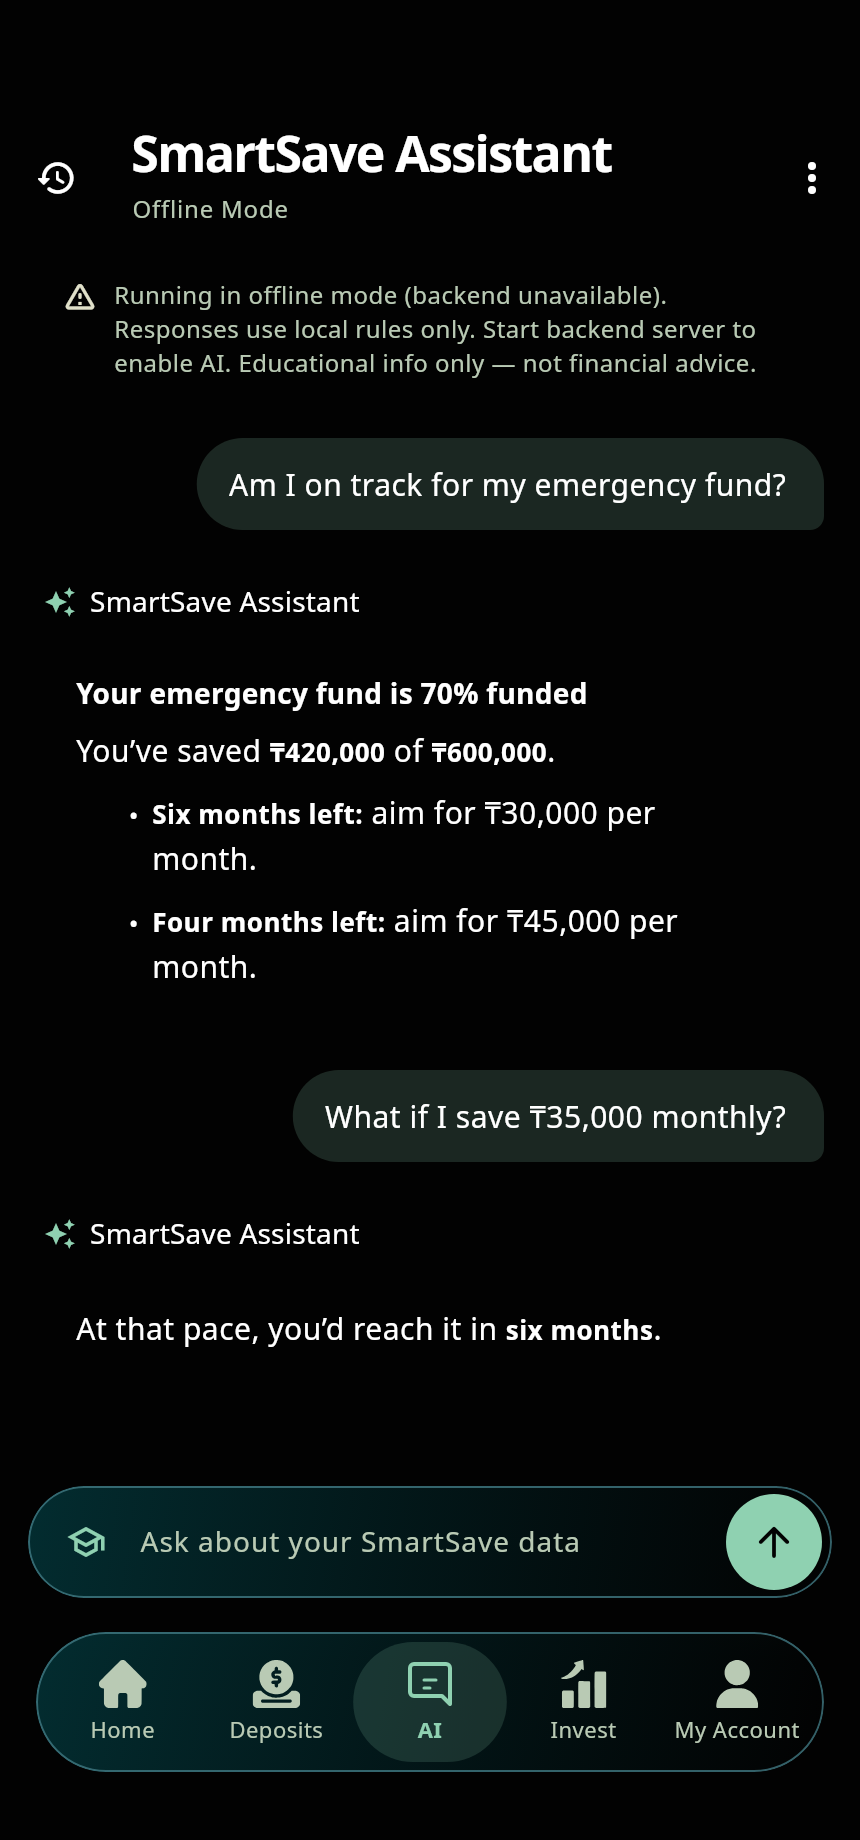 SmartSave Assistant
Offline Mode
Running in offline mode (backend unavailable).
Responses use local rules only. Start backend server to
enable AI. Educational info only — not financial advice.
Am I on track for my emergency fund?
SmartSave Assistant
Your emergency fund is 70% funded
You’ve saved ₸420,000 of ₸600,000.
• Six months left: aim for ₸30,000 per
month.
• Four months left: aim for ₸45,000 per
month.
What if I save ₸35,000 monthly?
SmartSave Assistant
At that pace, you’d reach it in six months.
Ask about your SmartSave data
Home
Deposits
AI
Invest
My Account